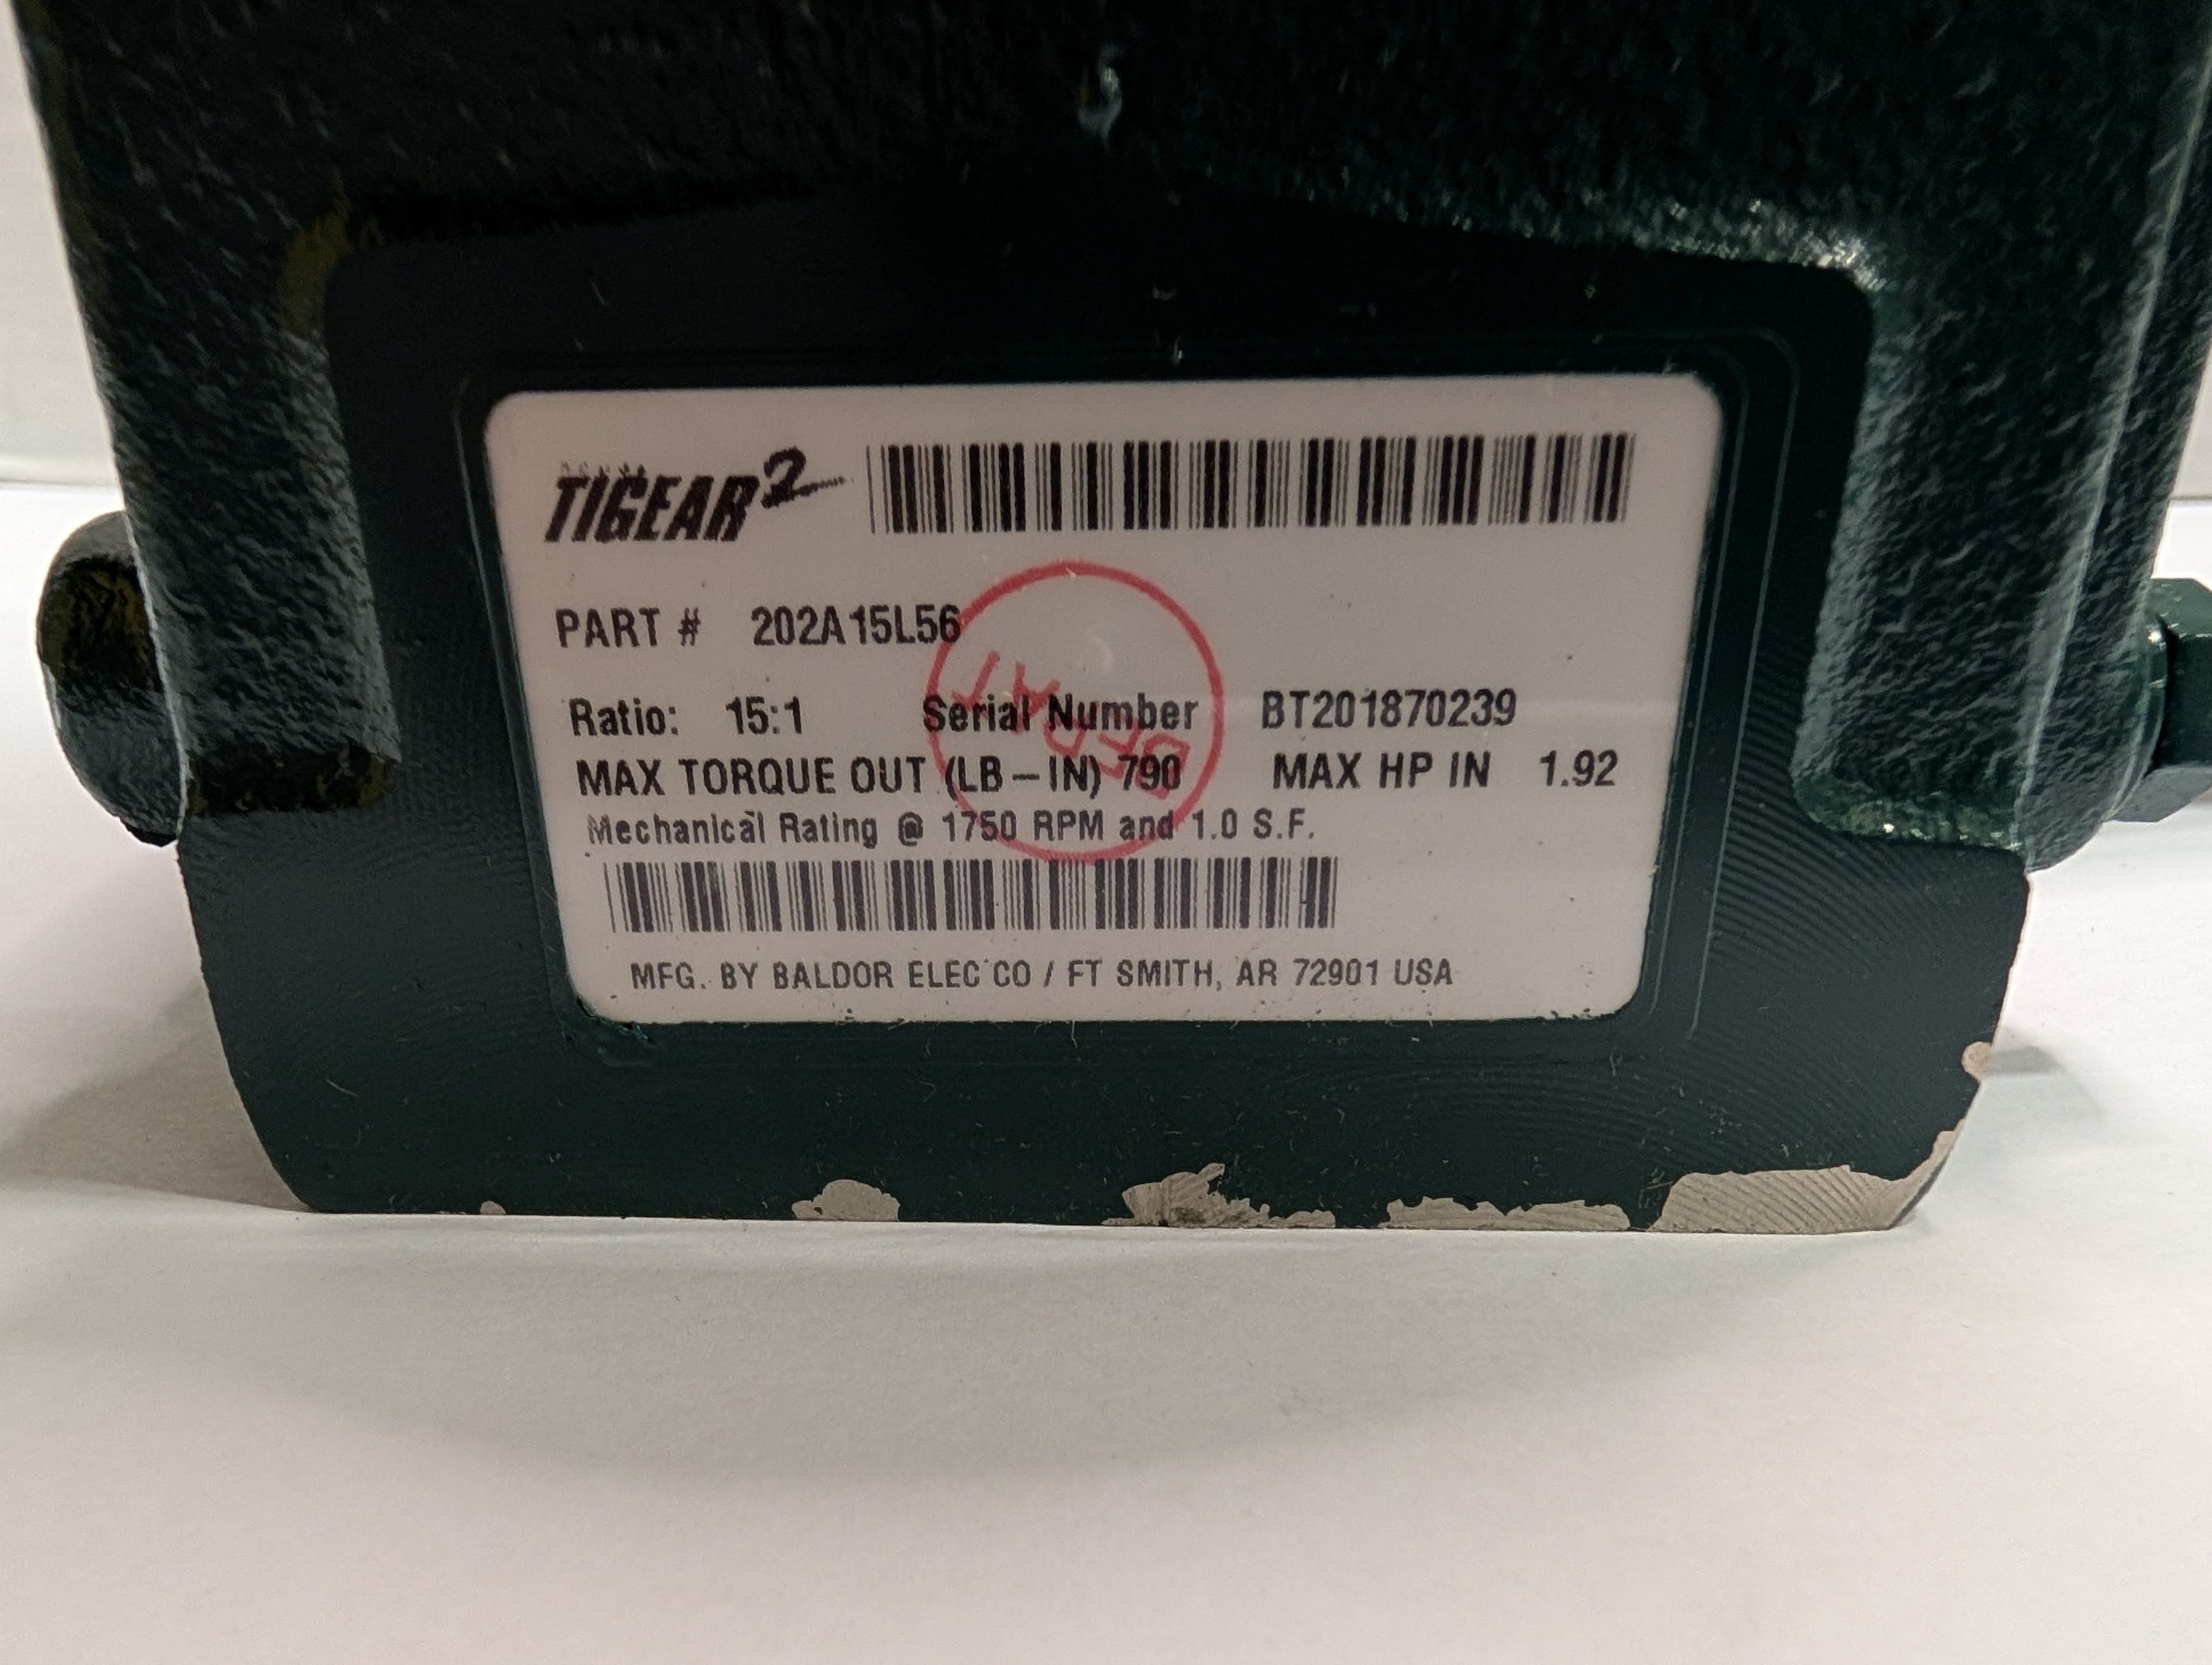 TIGEAR2
PART # 202A15L56
Ratio: 15:1 Serial Number BT201870239
MAX TORQUE OUT (LB-IN) 790 MAX HP IN 1.92
Mechanical Rating @ 1750 RPM and 1.0 S.F.
MFG. BY BALDOR ELEC CO / FT SMITH, AR 72901 USA